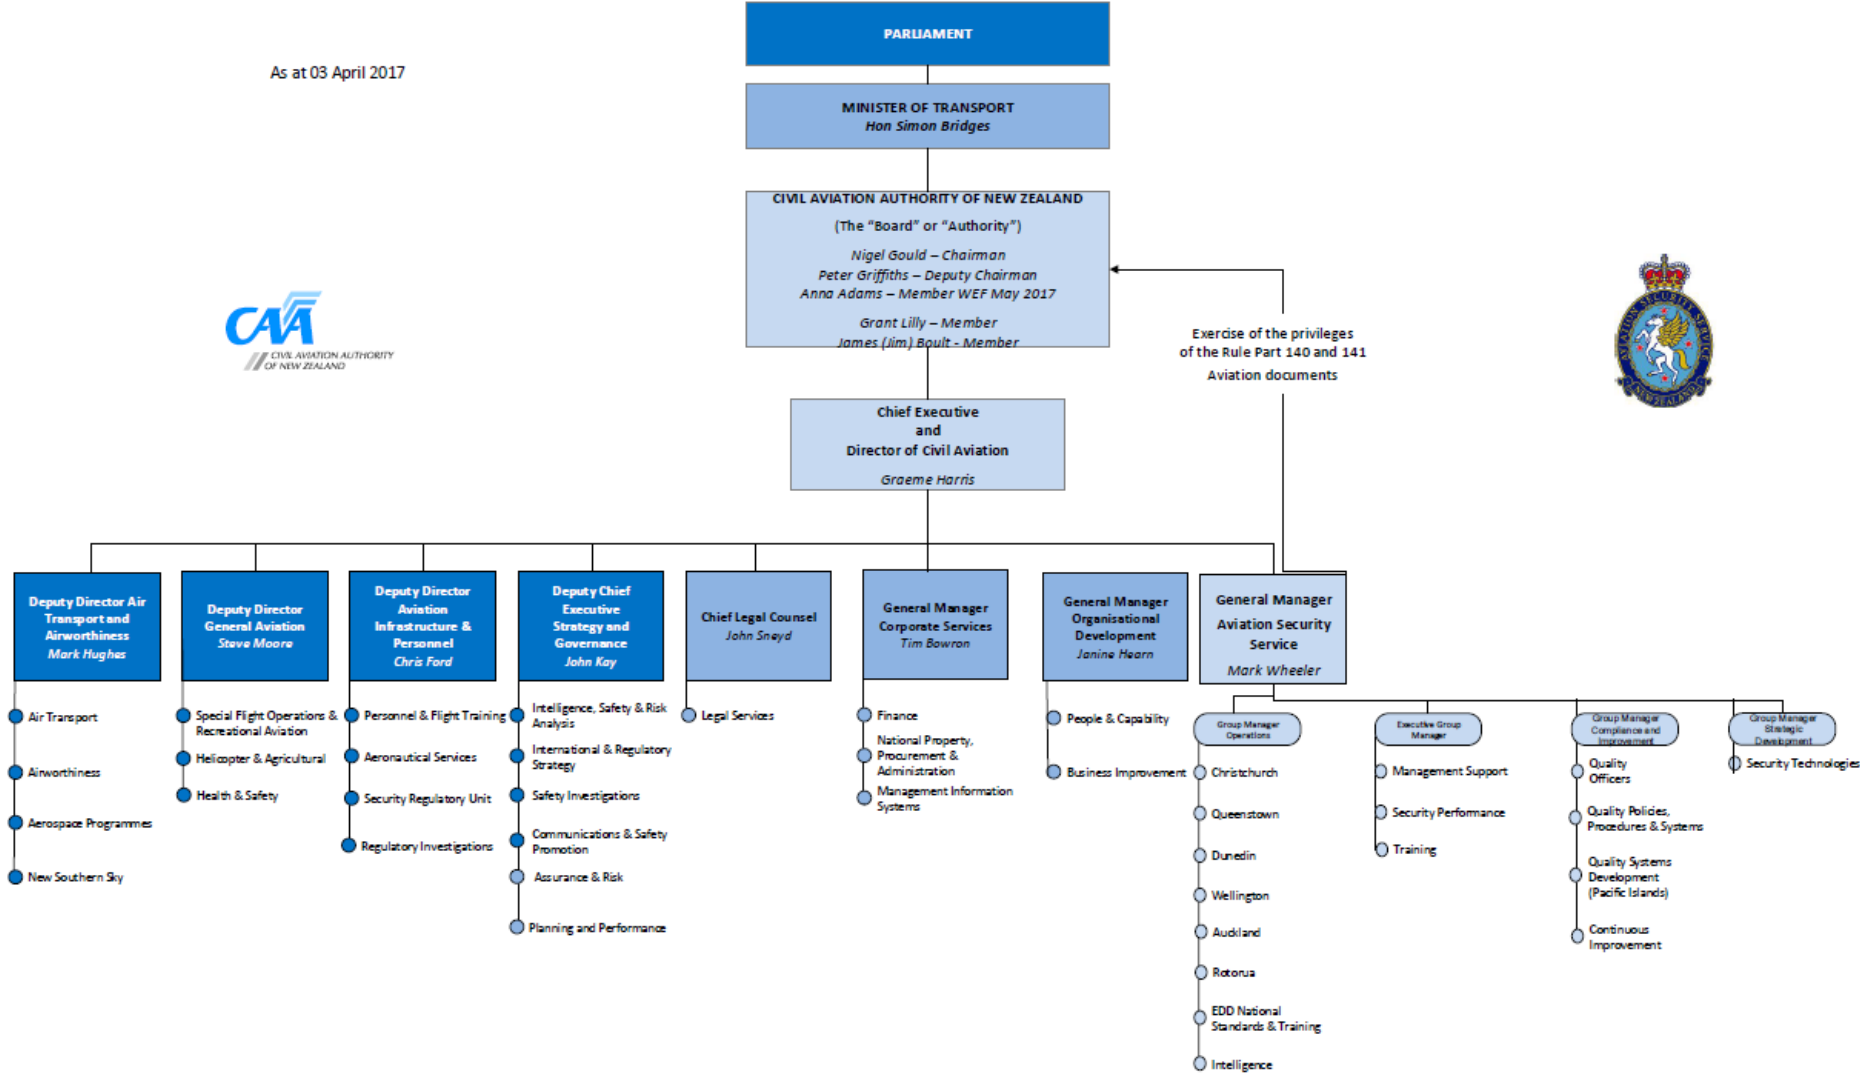 PARLIAMENT
As at 03 April 2017
MINISTER OF TRANSPORT
Hon Simon Bridges
CIVIL AVIATION AUTHORITY OF NEW ZEALAND
(The “Board” or “Authority”)
Nigel Gould – Chairman
Peter Griffiths – Deputy Chairman
Anna Adams – Member WEF May 2017
Grant Lilly – Member
James (Jim) Boult - Member
CAA
CIVIL AVIATION AUTHORITY
OF NEW ZEALAND
Exercise of the privileges
of the Rule Part 140 and 141
Aviation documents
AVIATION SECURITY SERVICE
NEW ZEALAND
Chief Executive
and
Director of Civil Aviation
Graeme Harris
Deputy Director Air
Transport and
Airworthiness
Mark Hughes
Air Transport
Airworthiness
Aerospace Programmes
New Southern Sky
Deputy Director
General Aviation
Steve Moore
Special Flight Operations &
Recreational Aviation
Helicopter & Agricultural
Health & Safety
Deputy Director
Aviation
Infrastructure &
Personnel
Chris Ford
Personnel & Flight Training
Aeronautical Services
Security Regulatory Unit
Regulatory Investigations
Deputy Chief
Executive
Strategy and
Governance
John Kay
Intelligence, Safety & Risk
Analysis
International & Regulatory
Strategy
Safety Investigations
Communications & Safety
Promotion
Assurance & Risk
Planning and Performance
Chief Legal Counsel
John Sneyd
Legal Services
General Manager
Corporate Services
Tim Bowron
Finance
National Property,
Procurement &
Administration
Management Information
Systems
General Manager
Organisational
Development
Janine Hearn
People & Capability
Business Improvement
General Manager
Aviation Security
Service
Mark Wheeler
Group Manager
Operations
Christchurch
Queenstown
Dunedin
Wellington
Auckland
Rotorua
EDD National
Standards & Training
Intelligence
Executive Group
Manager
Management Support
Security Performance
Training
Group Manager
Compliance and
Improvement
Quality
Officers
Quality Policies,
Procedures & Systems
Quality Systems
Development
(Pacific Islands)
Continuous
Improvement
Group Manager
Strategic
Development
Security Technologies